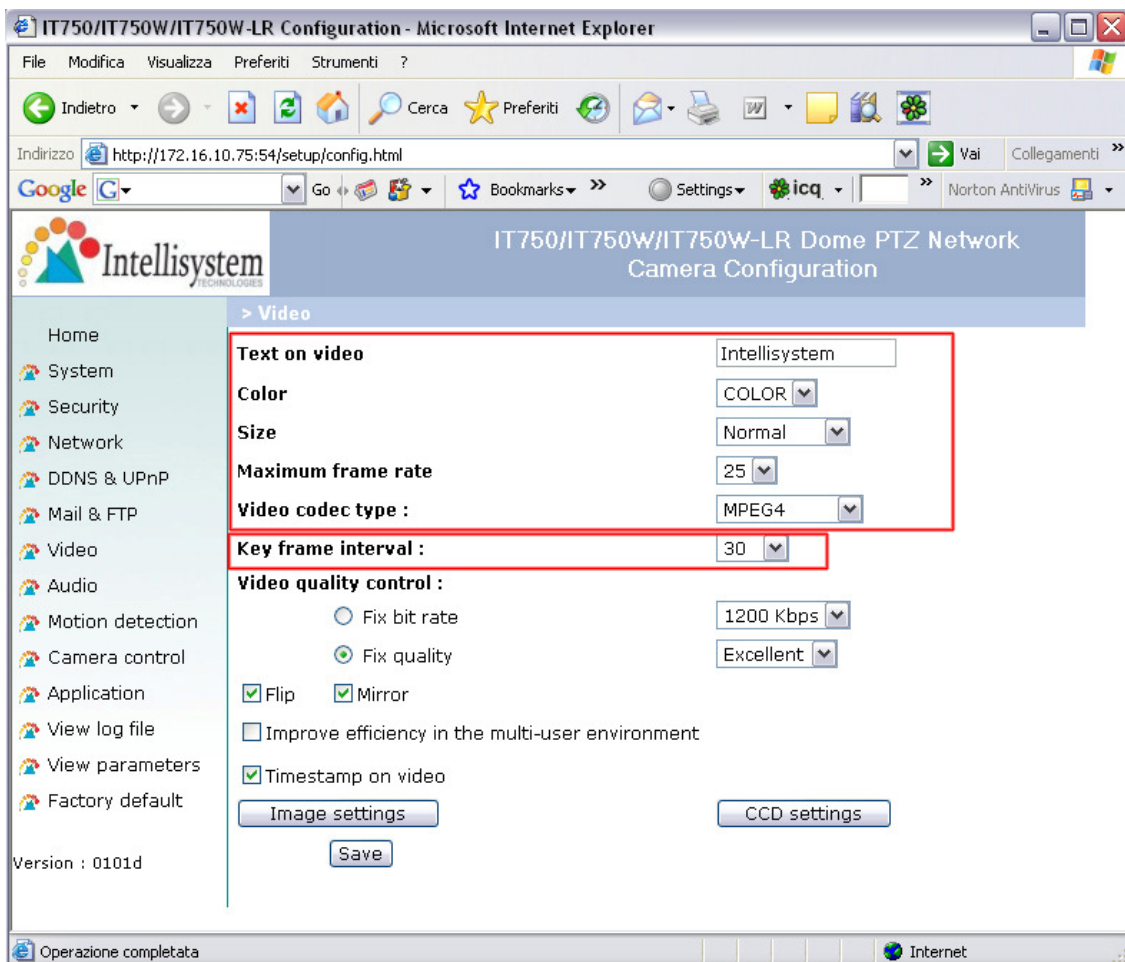 IT750/IT750W/IT750W-LR Configuration - Microsoft Internet Explorer
File Modifica Visualizza Preferiti Strumenti ?
Indietro Cerca Preferiti
Indirizzo http://172.16.10.75:54/setup/config.html Vai Collegamenti »
Google G Go Bookmarks » Settings icq » Norton AntiVirus
Intellisystem
TECHNOLOGIES
IT750/IT750W/IT750W-LR Dome PTZ Network
Camera Configuration
> Video
Home
System
Security
Network
DDNS & UPnP
Mail & FTP
Video
Audio
Motion detection
Camera control
Application
View log file
View parameters
Factory default
Version : 0101d
Text on video Intellisystem
Color COLOR
Size Normal
Maximum frame rate 25
Video codec type : MPEG4
Key frame interval : 30
Video quality control :
Fix bit rate 1200 Kbps
Fix quality Excellent
Flip Mirror
Improve efficiency in the multi-user environment
Timestamp on video
Image settings CCD settings
Save
Operazione completata Internet